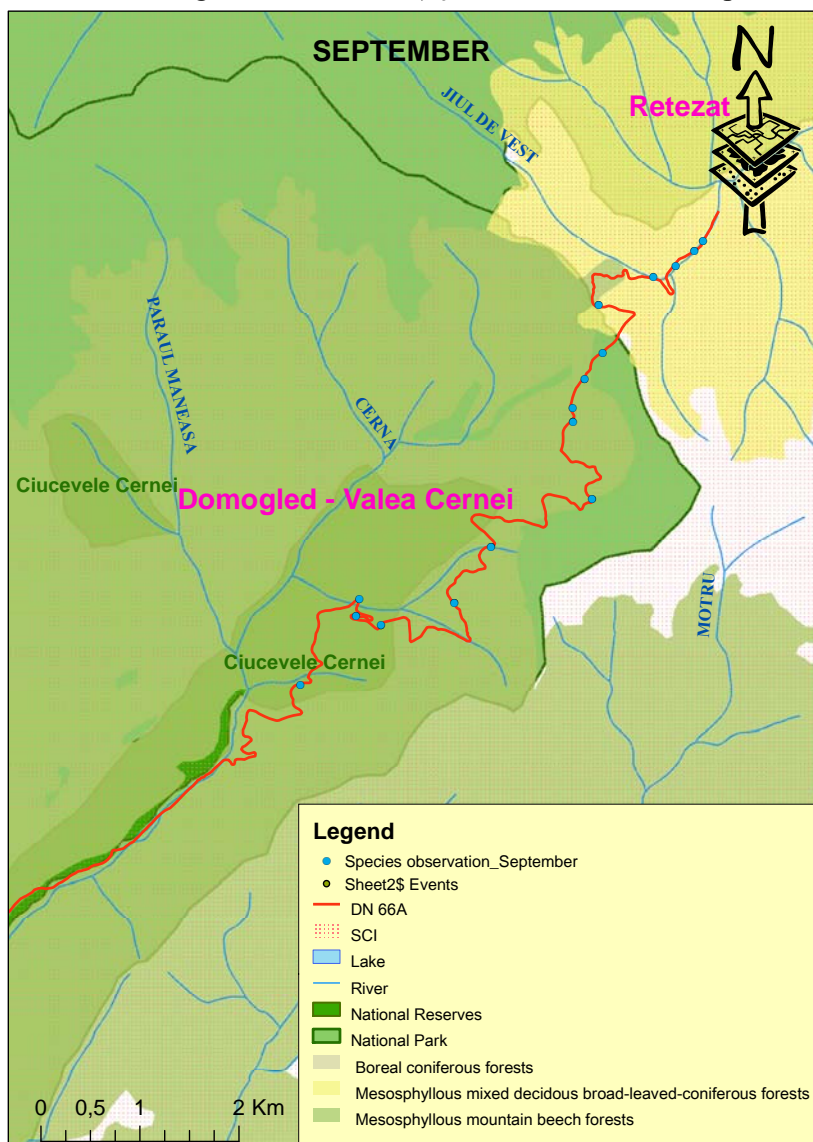 SEPTEMBER
N
Retezat
JIUL DE VEST
PARAUL MANEASA
CERNA
Ciucevele Cernei
Domogled - Valea Cernei
MOTRU
Ciucevele Cernei
Legend
Species observation_September
Sheet2$ Events
DN 66A
SCI
Lake
River
National Reserves
National Park
Boreal coniferous forests
Mesosphyllous mixed decidous broad-leaved-coniferous forests
Mesosphyllous mountain beech forests
0 0,5 1 2 Km